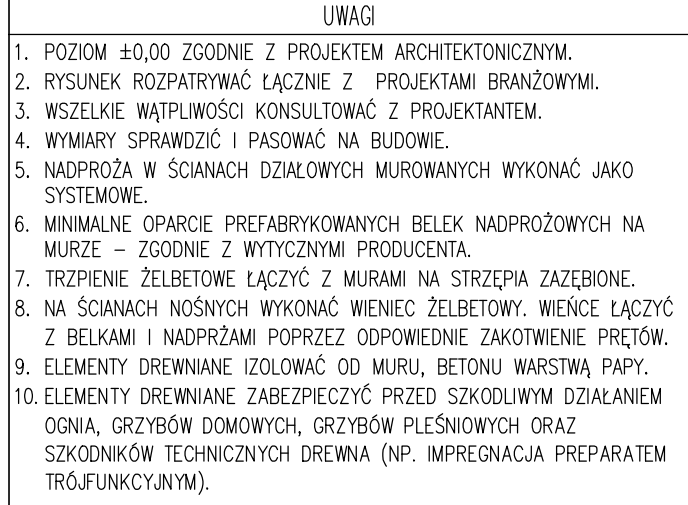 UWAGI
1. POZIOM ±0,00 ZGODNIE Z PROJEKTEM ARCHITEKTONICZNYM.
2. RYSUNEK ROZPATRYWAĆ ŁĄCZNIE Z PROJEKTAMI BRANŻOWYMI.
3. WSZELKIE WĄTPLIWOŚCI KONSULTOWAĆ Z PROJEKTANTEM.
4. WYMIARY SPRAWDZIĆ I PASOWAĆ NA BUDOWIE.
5. NADPROŻA W ŚCIANACH DZIAŁOWYCH MUROWANYCH WYKONAĆ JAKO
SYSTEMOWE.
6. MINIMALNE OPARCIE PREFABRYKOWANYCH BELEK NADPROŻOWYCH NA
MURZE – ZGODNIE Z WYTYCZNYMI PRODUCENTA.
7. TRZPIENIE ŻELBETOWE ŁĄCZYĆ Z MURAMI NA STRZĘPIA ZAZĘBIONE.
8. NA ŚCIANACH NOŚNYCH WYKONAĆ WIENIEC ŻELBETOWY. WIEŃCE ŁĄCZYĆ
Z BELKAMI I NADPRŻAMI POPRZEZ ODPOWIEDNIE ZAKOTWIENIE PRĘTÓW.
9. ELEMENTY DREWNIANE IZOLOWAĆ OD MURU, BETONU WARSTWĄ PAPY.
10. ELEMENTY DREWNIANE ZABEZPIECZYĆ PRZED SZKODLIWYM DZIAŁANIEM
OGNIA, GRZYBÓW DOMOWYCH, GRZYBÓW PLEŚNIOWYCH ORAZ
SZKODNIKÓW TECHNICZNYCH DREWNA (NP. IMPREGNACJA PREPARATEM
TRÓJFUNKCYJNYM).